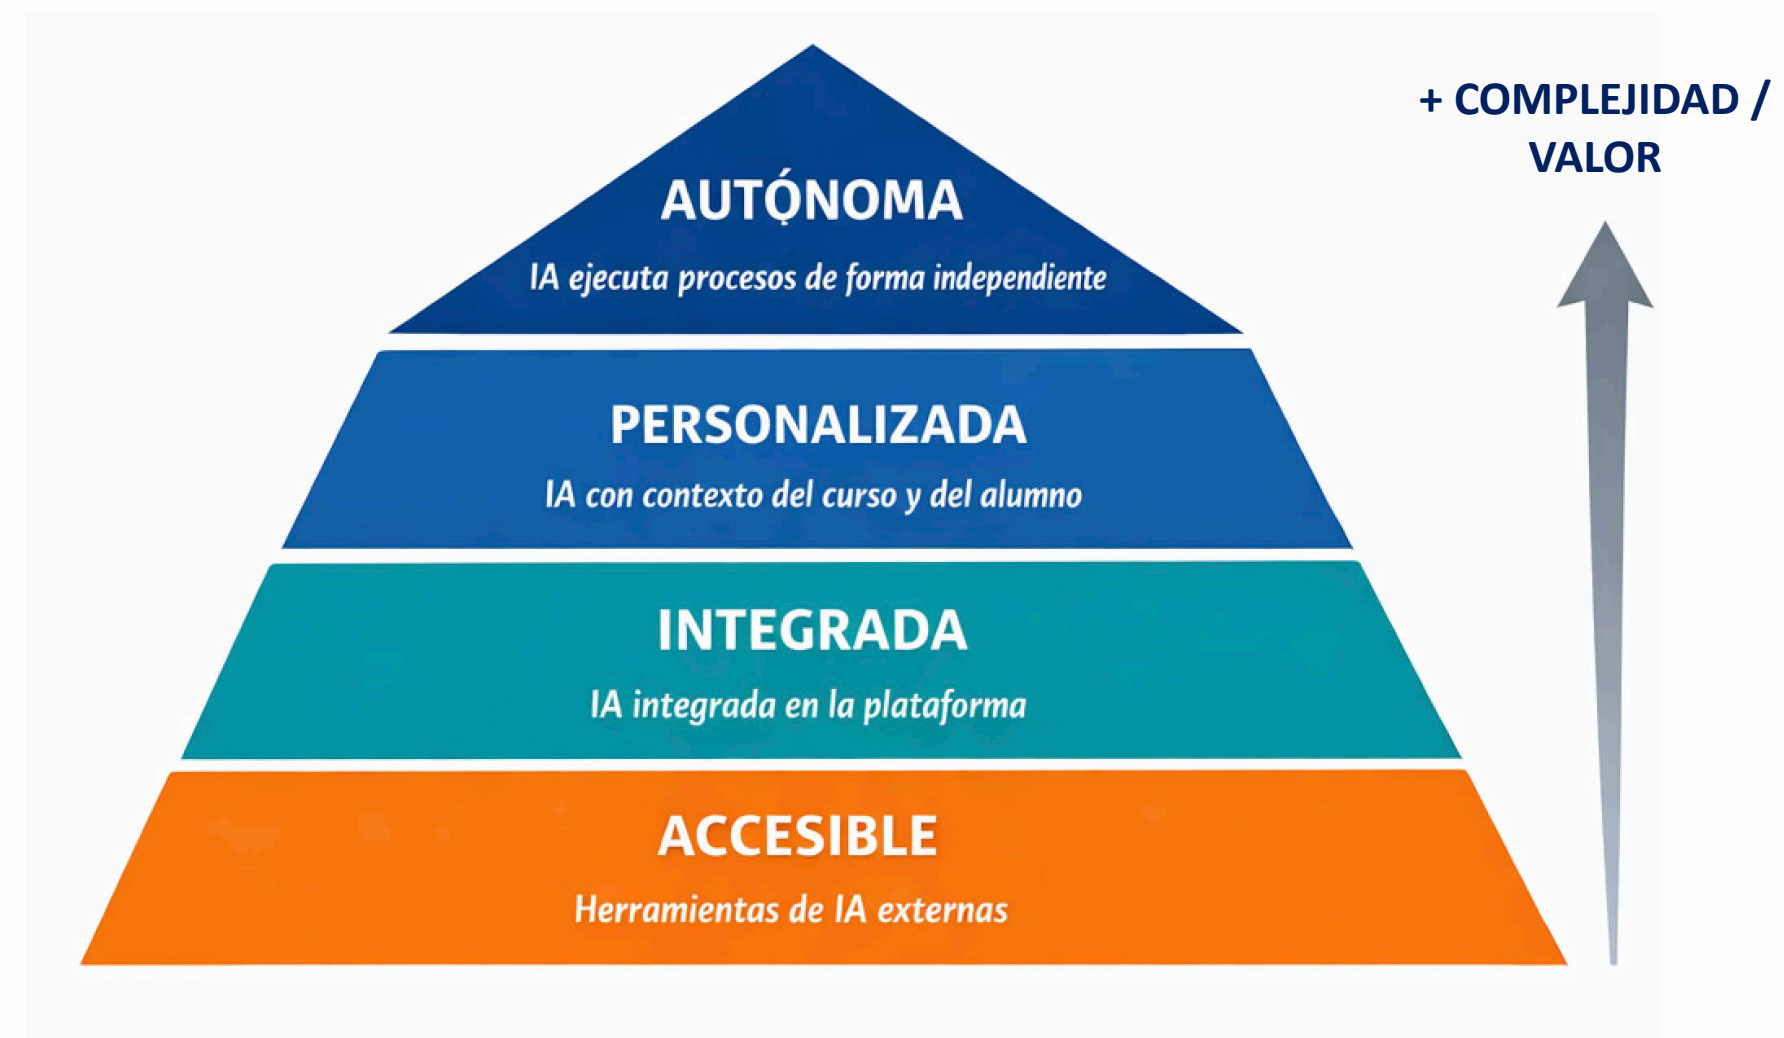 + COMPLEJIDAD /
VALOR
AUTÓNOMA
IA ejecuta procesos de forma independiente
PERSONALIZADA
IA con contexto del curso y del alumno
INTEGRADA
IA integrada en la plataforma
ACCESIBLE
Herramientas de IA externas